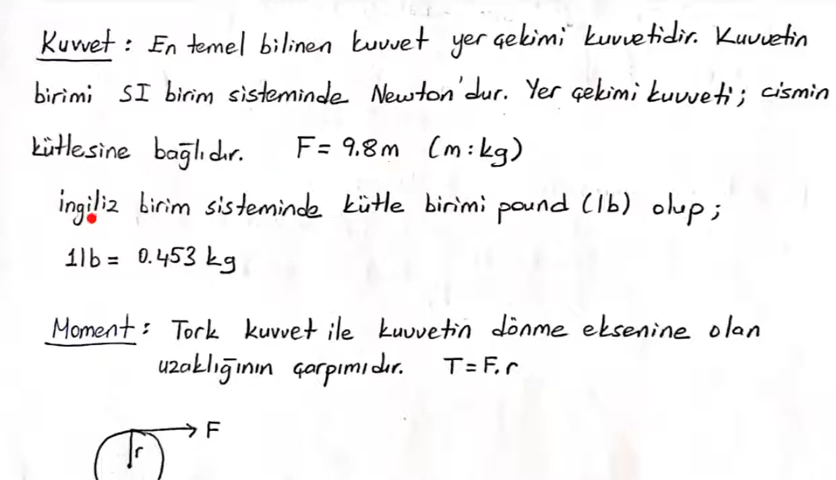 Kuvvet : En temel bilinen kuvvet yer çekimi kuvvetidir. Kuvvetin
birimi SI birim sisteminde Newton'dur. Yer çekimi kuvveti; cismin
kütlesine bağlıdır. F = 9.8m (m:kg)
ingiliz birim sisteminde kütle birimi pound (lb) olup;
1lb = 0.453 kg
Moment : Tork kuvvet ile kuvvetin dönme eksenine olan
uzaklığının çarpımıdır. T = F.r
F
r